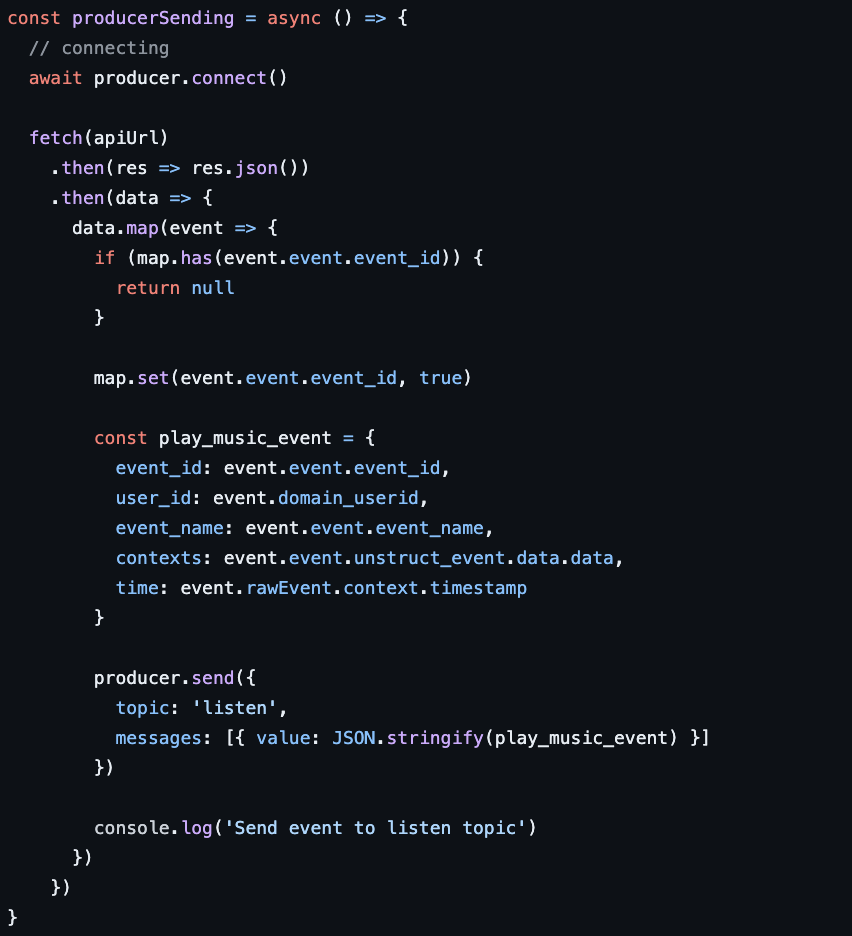 const producerSending = async () => {
  // connecting
  await producer.connect()

  fetch(apiUrl)
    .then(res => res.json())
    .then(data => {
      data.map(event => {
        if (map.has(event.event.event_id)) {
          return null
        }

        map.set(event.event.event_id, true)

        const play_music_event = {
          event_id: event.event.event_id,
          user_id: event.domain_userid,
          event_name: event.event.event_name,
          contexts: event.event.unstruct_event.data.data,
          time: event.rawEvent.context.timestamp
        }

        producer.send({
          topic: 'listen',
          messages: [{ value: JSON.stringify(play_music_event) }]
        })

        console.log('Send event to listen topic')
      })
    })
}